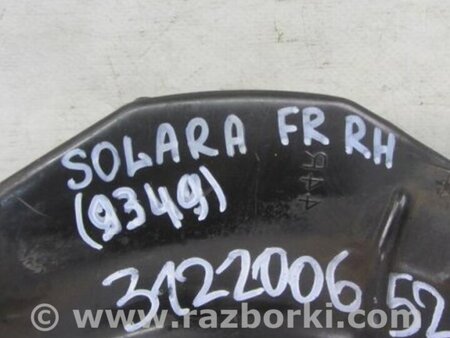 SOLARA FR RH
(9349)
3122006 52
www.razborki.com